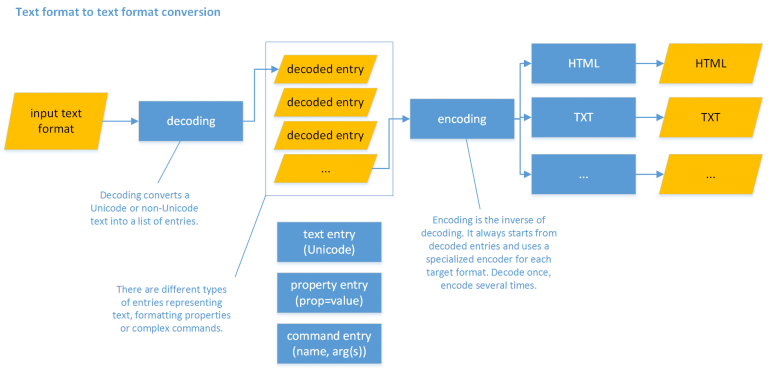 Text format to text format conversion
input text
format
decoding
decoded entry
decoded entry
decoded entry
...
encoding
HTML
HTML
TXT
TXT
...
...
Decoding converts a
Unicode or non-Unicode
text into a list of entries.
There are different types
of entries representing
text, formatting properties
or complex commands.
text entry
(Unicode)
property entry
(prop=value)
command entry
(name, arg(s))
Encoding is the inverse of
decoding. It always starts from
decoded entries and uses a
specialized encoder for each
target format. Decode once,
encode several times.